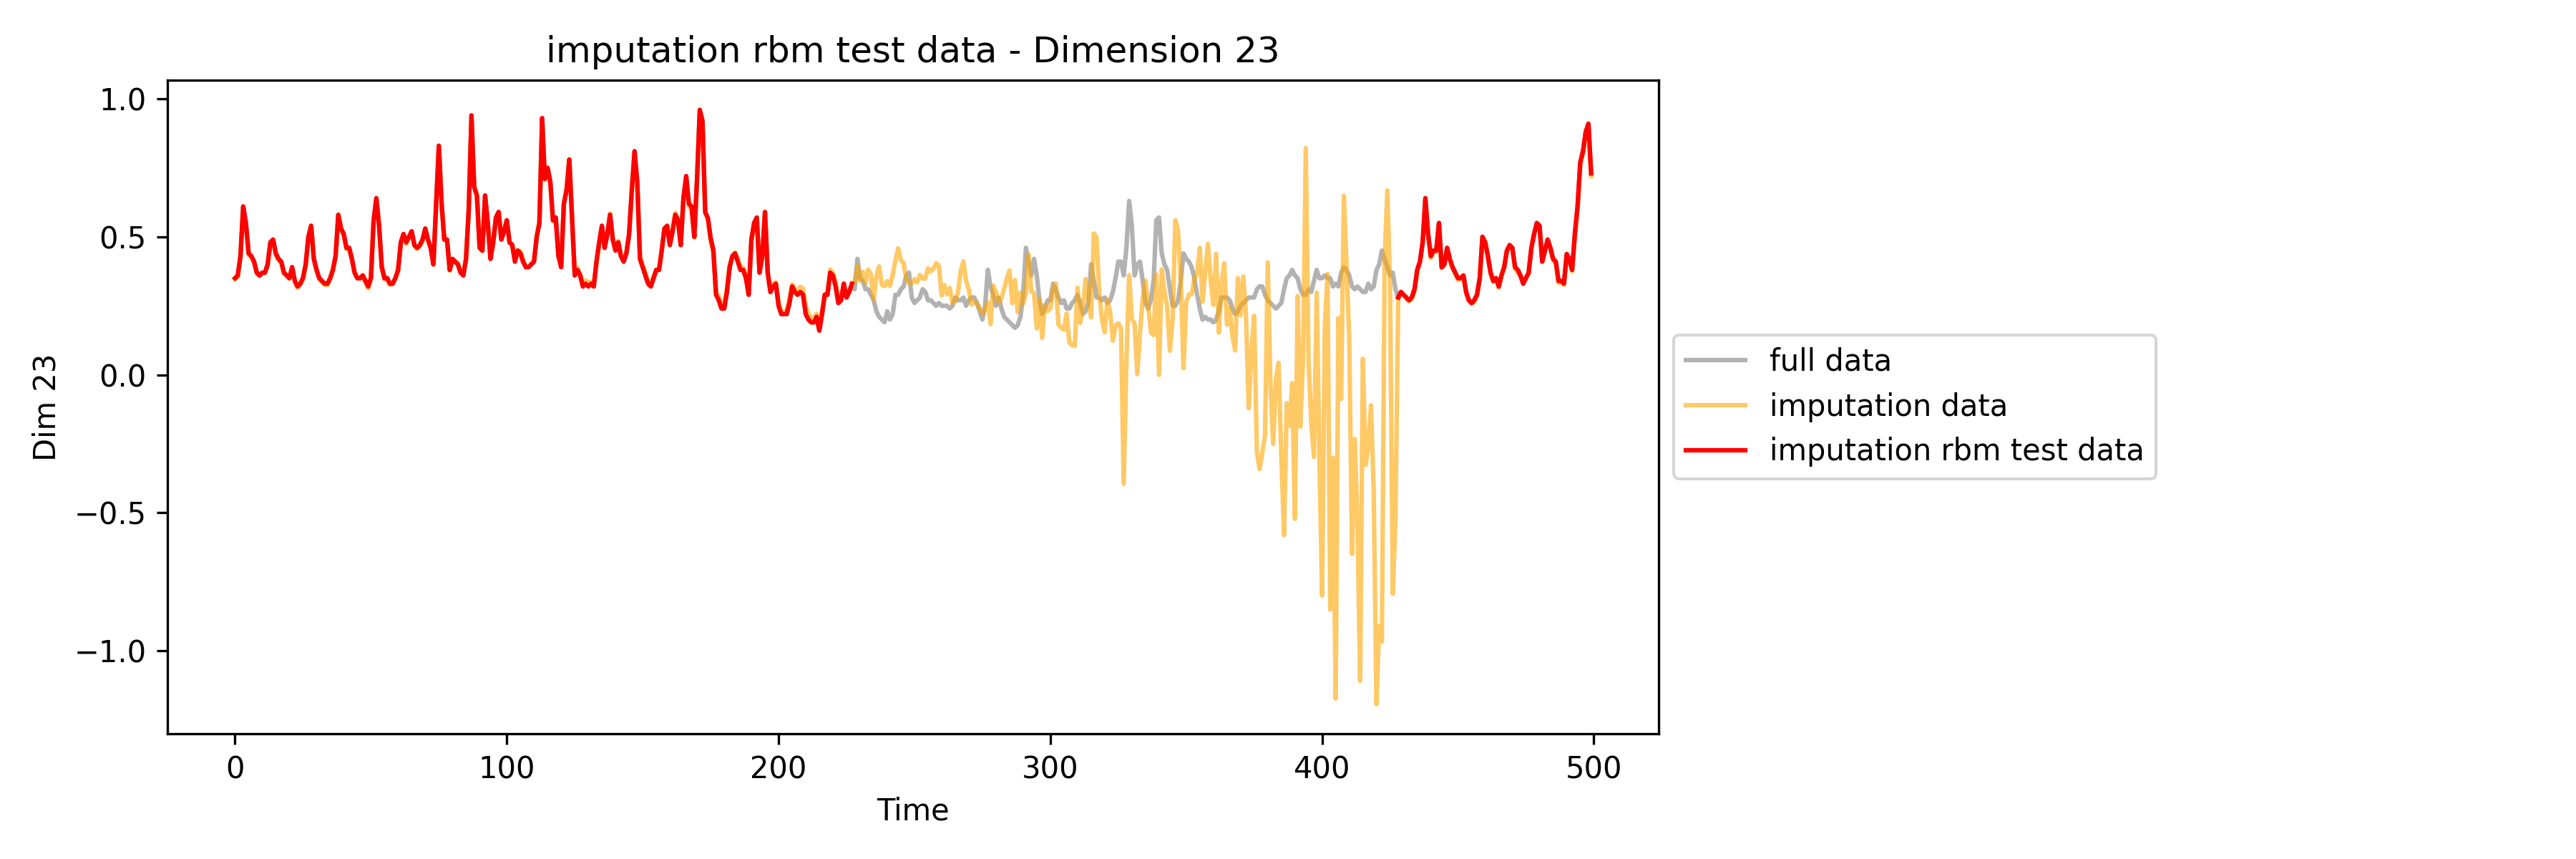 imputation rbm test data - Dimension 23
1.0
0.5
0.0
−0.5
−1.0
Dim 23
0 100 200 300 400 500
Time
full data
imputation data
imputation rbm test data